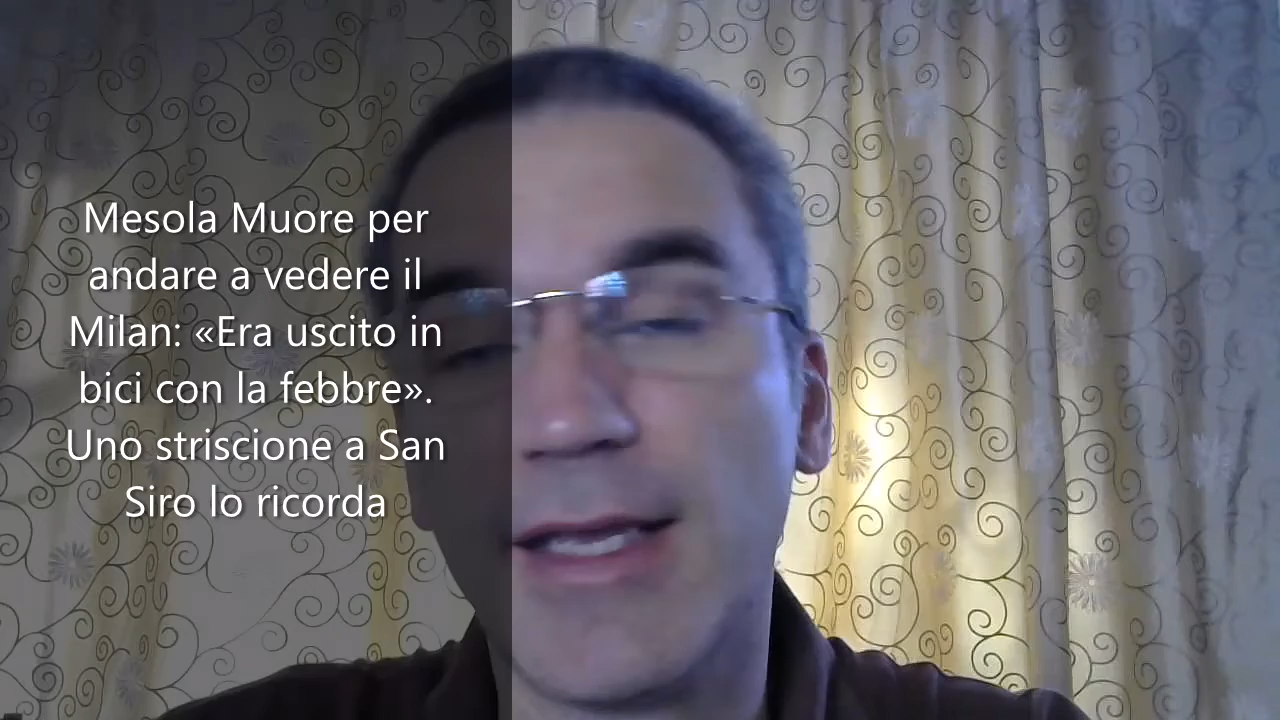 Mesola Muore per
andare a vedere il
Milan: «Era uscito in
bici con la febbre».
Uno striscione a San
Siro lo ricorda